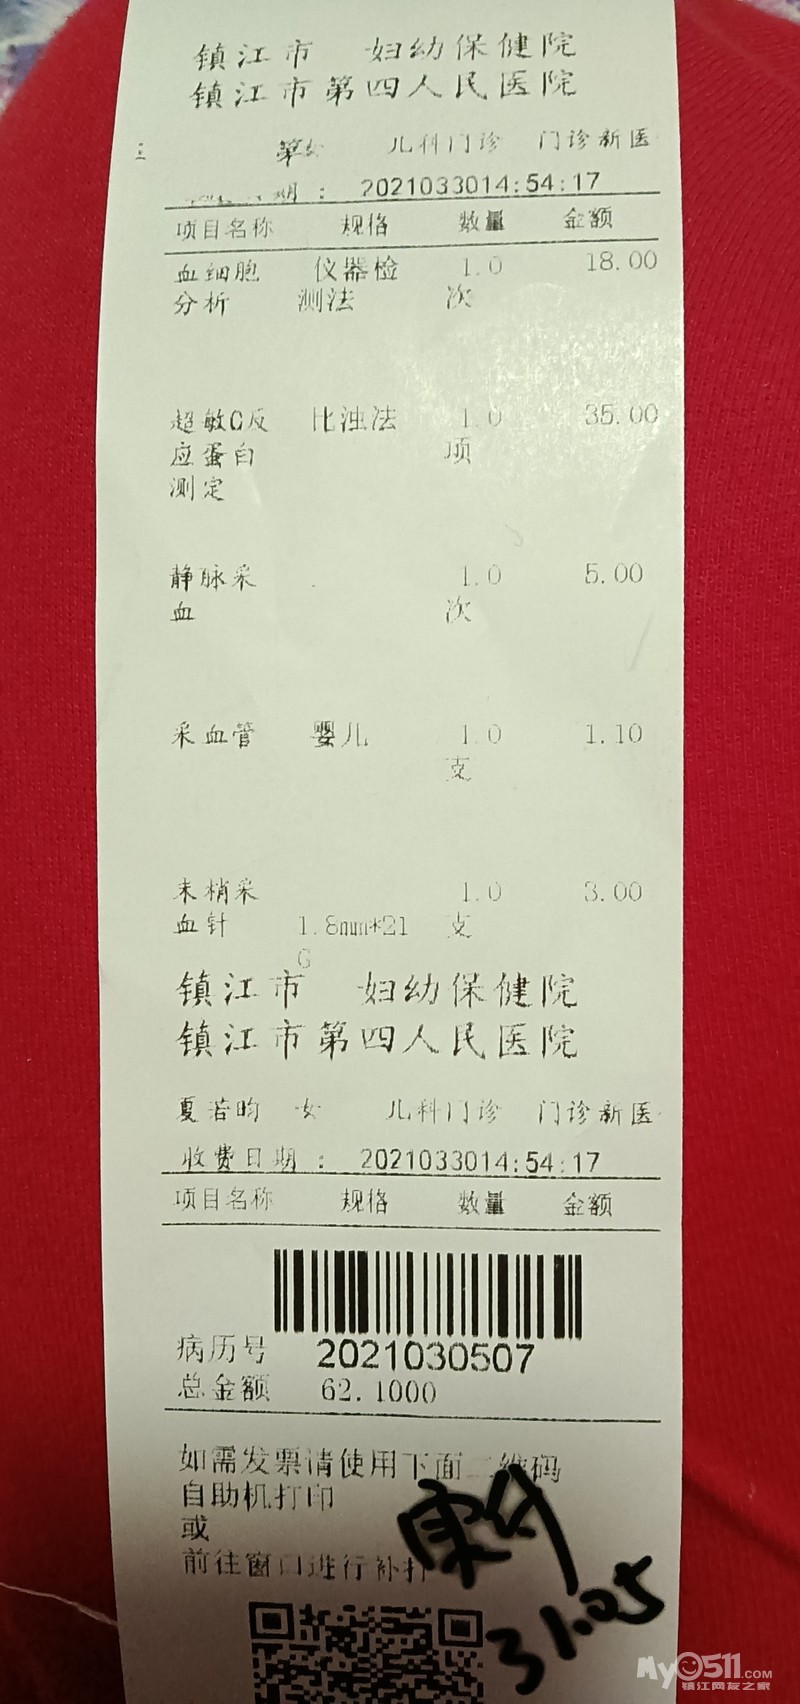 镇江市 妇幼保健院
镇江市第四人民医院
儿科门诊 门诊新医
期 : 2021033014:54:17
项目名称 规格 数量 金额
血细胞 仪器检 1.0 18.00
分析 测法 次
超敏C反 比浊法 1.0 35.00
应蛋白 项
测定
静脉采 1.0 5.00
血 次
采血管 婴儿 1.0 1.10
支
末梢采 1.0 3.00
血针 1.8mm*21 支
G
镇江市 妇幼保健院
镇江市第四人民医院
夏若昀 女 儿科门诊 门诊新医
收费日期 : 2021033014:54:17
项目名称 规格 数量 金额
病历号 2021030507
总金额 62.1000
如需发票请使用下面二维码
自助机打印
或
前往窗口进行补打
实付
31.05
My0511.com
镇江网友之家